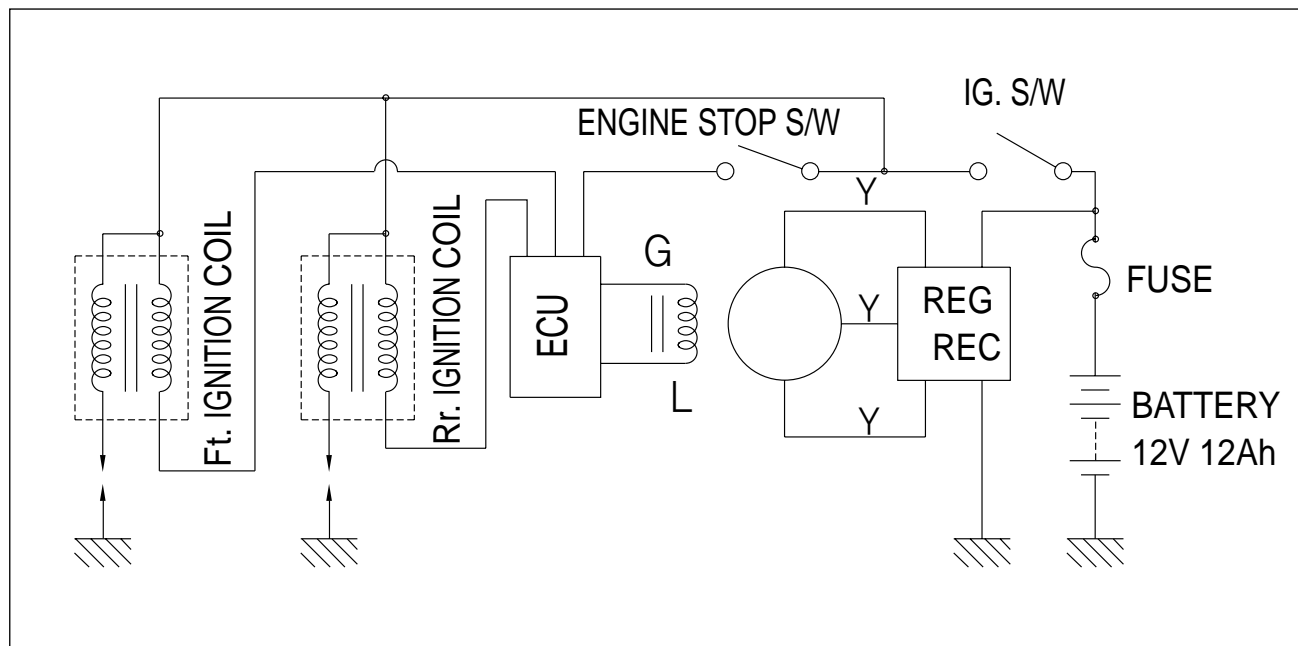 IG. S/W
ENGINE STOP S/W
Y
Ft. IGNITION COIL
Rr. IGNITION COIL
ECU
G
L
Y
Y
REG
REC
FUSE
BATTERY
12V 12Ah